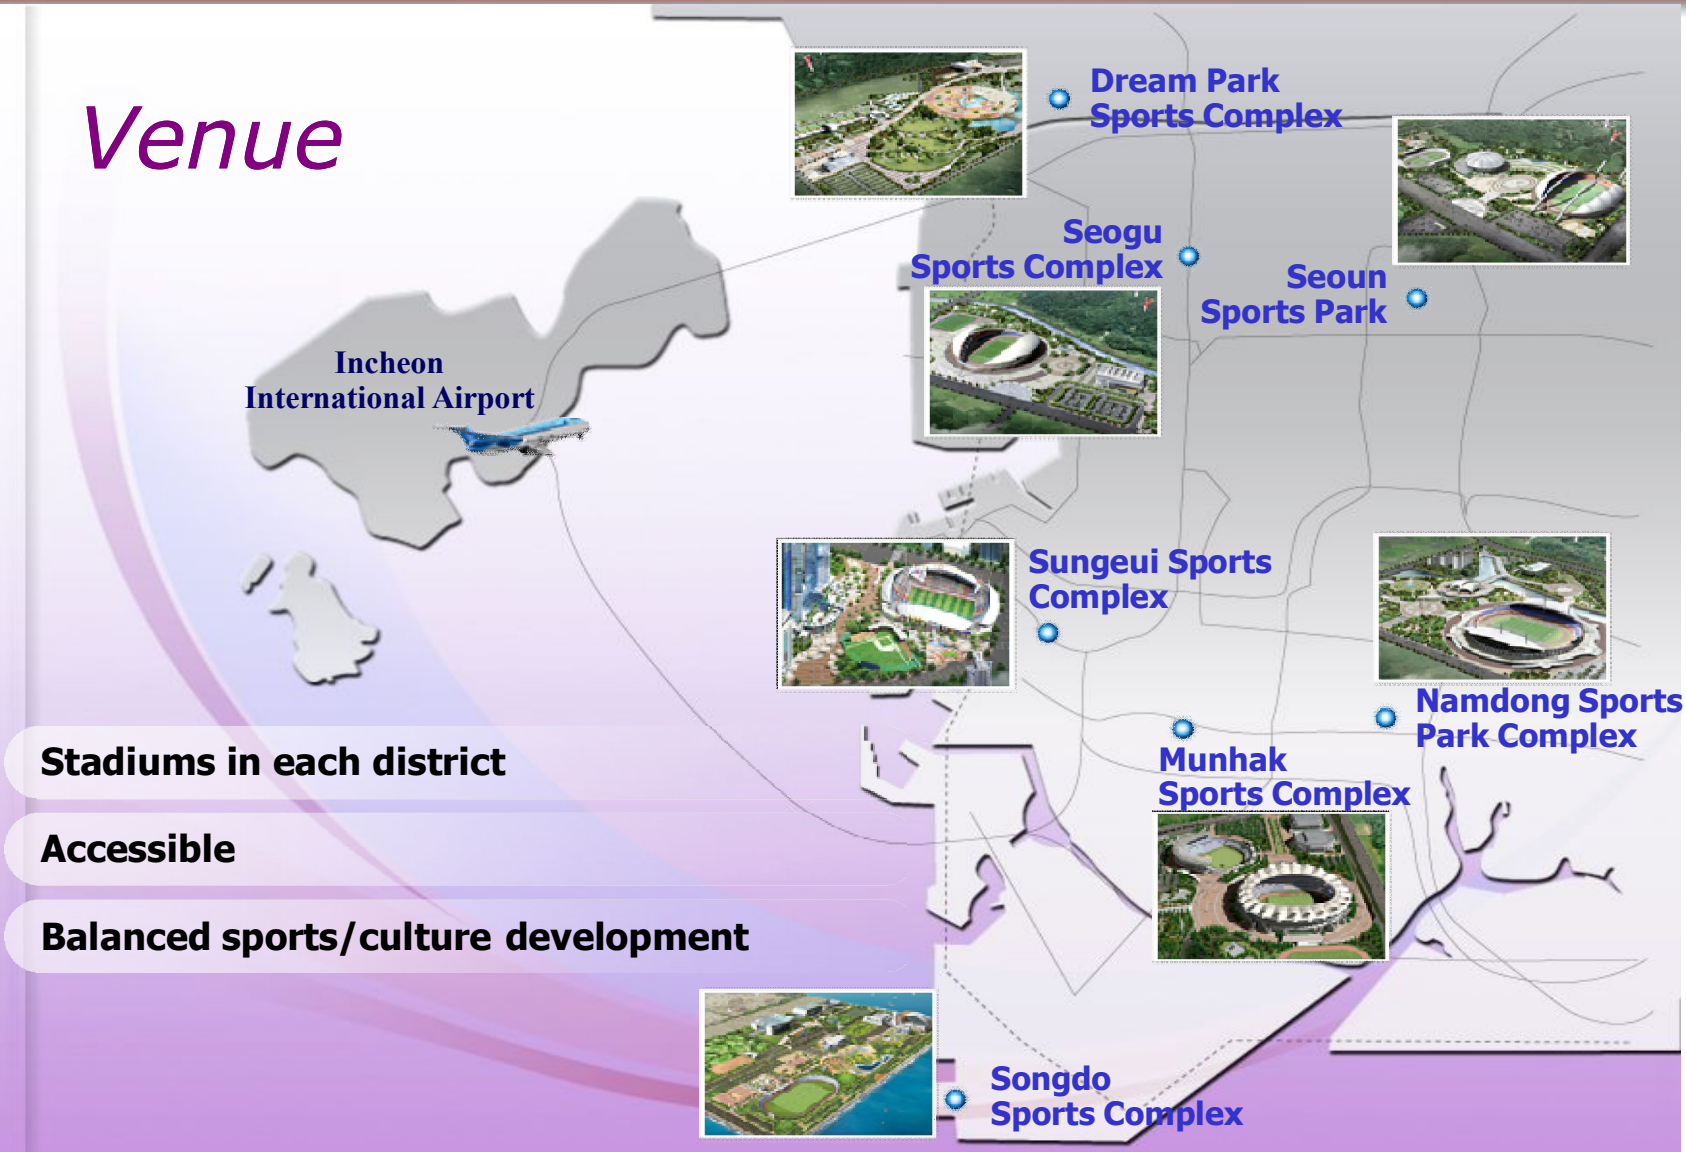 Venue
Dream Park
Sports Complex
Seogu
Sports Complex
Seoun
Sports Park
Incheon
International Airport
Sungeui Sports
Complex
Namdong Sports
Park Complex
Munhak
Sports Complex
Stadiums in each district
Accessible
Balanced sports/culture development
Songdo
Sports Complex